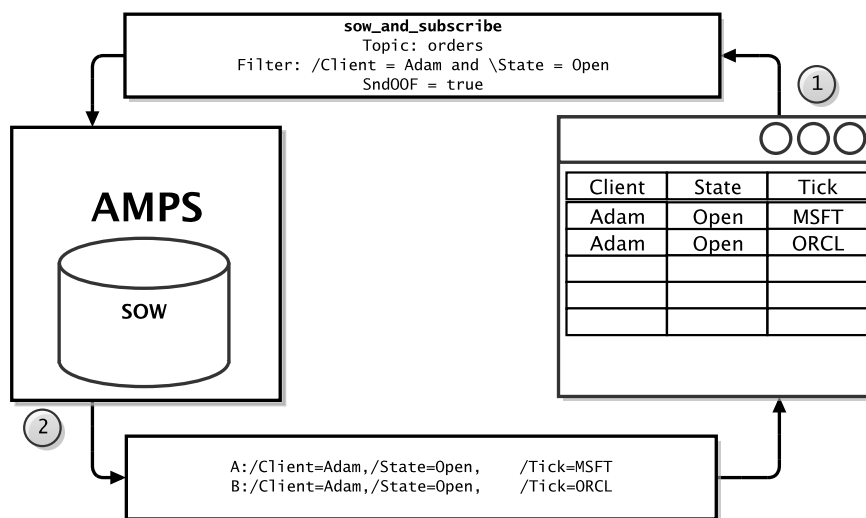 sow_and_subscribe
Topic: orders
Filter: /Client = Adam and \State = Open
SndOOF = true
1
AMPS
SOW
Client State Tick
Adam Open MSFT
Adam Open ORCL
2
A:/Client=Adam,/State=Open, /Tick=MSFT
B:/Client=Adam,/State=Open, /Tick=ORCL